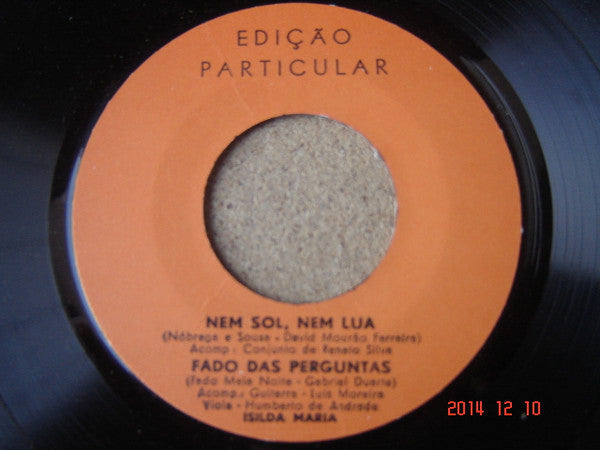 EDIÇÃO
PARTICULAR
NEM SOL, NEM LUA
(Nóbrega e Sousa - David Mourão Ferreira)
Acomp.: Conjunto de Renato Silva
FADO DAS PERGUNTAS
(Fado Meia Noite - Gabriel Duarte)
Acomp.: Guitarra - Luis Moreira
Viola - Humberto de Andrade
ISILDA MARIA
2014 12 10